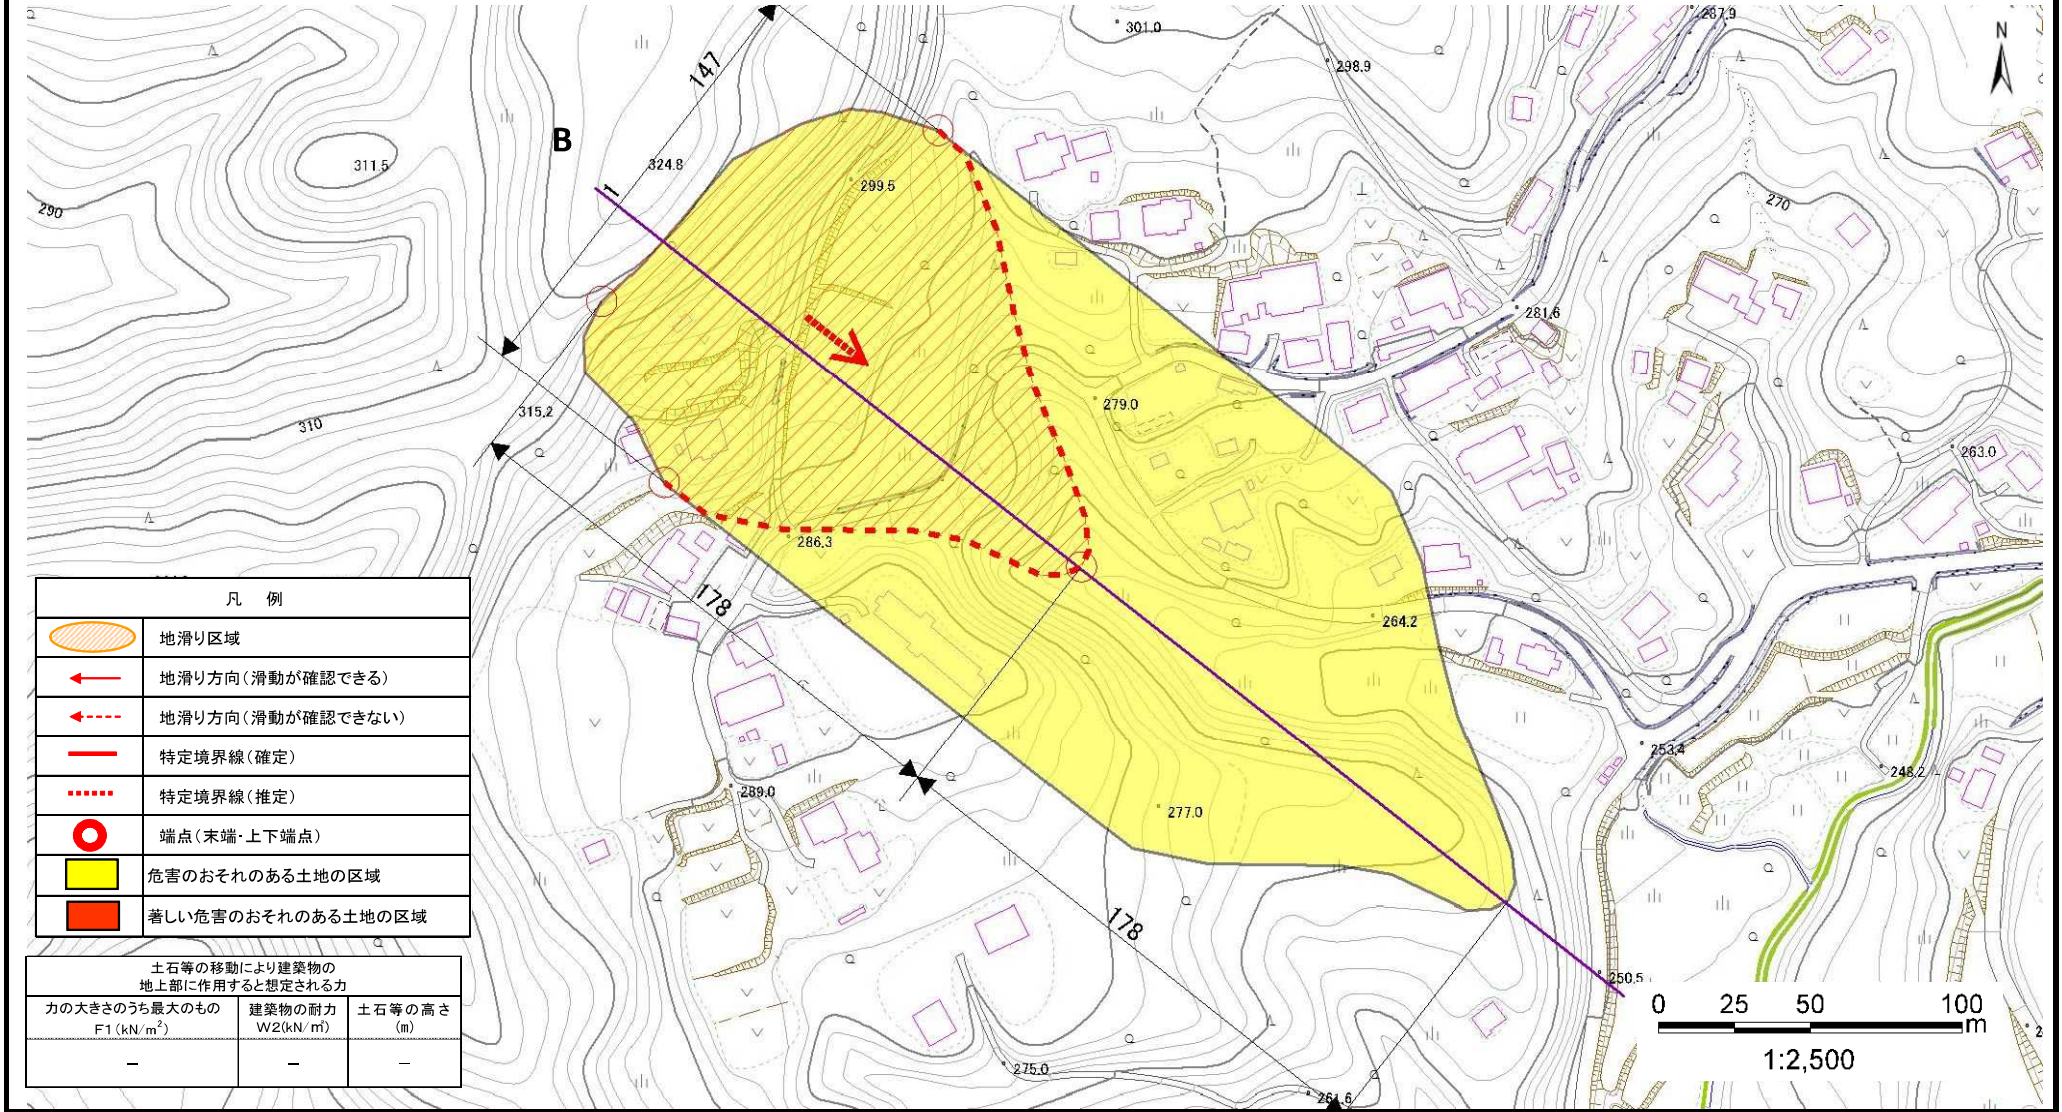 301.0
287.9
298.9
N
147
B
324.8
311.5
1
299.5
290
270
281.6
279.0
315.2
310
263.0
286.3
178
264.2
253.4
248.2
289.0
277.0
178
250.5
275.0
261.6
凡 例
地滑り区域
地滑り方向(滑動が確認できる)
地滑り方向(滑動が確認できない)
特定境界線(確定)
特定境界線(推定)
端点(末端・上下端点)
危害のおそれのある土地の区域
著しい危害のおそれのある土地の区域
土石等の移動により建築物の
地上部に作用すると想定される力
力の大きさのうち最大のもの
F1(kN/m²)
建築物の耐力
W2(kN/㎡)
土石等の高さ
(m)
− − −
0 25 50 100
m
1:2,500